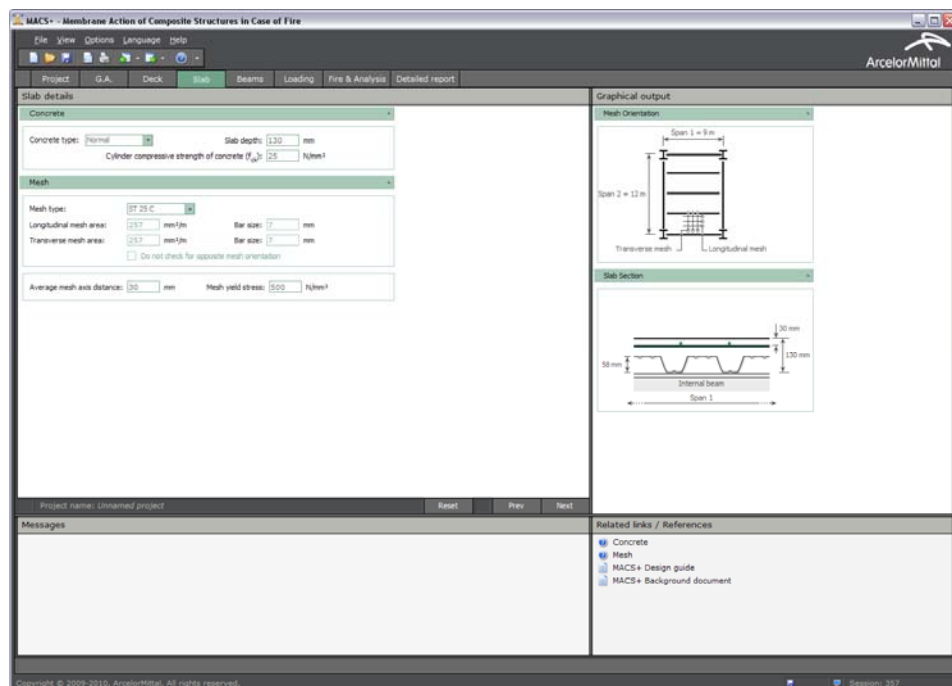 MACS+ - Membrane Action of Composite Structures in Case of Fire
File View Options Language Help
ArcelorMittal
Project G.A. Deck Slab Beams Loading Fire & Analysis Detailed report
Slab details
Concrete
Concrete type: Normal Slab depth: 130 mm
Cylinder compressive strength of concrete (fck): 25 N/mm²
Mesh
Mesh type: ST 25 C
Longitudinal mesh area: 257 mm²/m Bar size: 7 mm
Transverse mesh area: 257 mm²/m Bar size: 7 mm
Do not check for opposite mesh orientation
Average mesh axis distance: 30 mm Mesh yield stress: 500 N/mm²
Project name: Unnamed project Reset Prev Next
Graphical output
Mesh Orientation
Span 1 = 9 m
Span 2 = 12 m
Transverse mesh Longitudinal mesh
Slab Section
30 mm
130 mm
58 mm
Internal beam
Span 1
Messages
Related links / References
Concrete
Mesh
MACS+ Design guide
MACS+ Background document
Copyright © 2009-2010, ArcelorMittal. All rights reserved. Session: 357